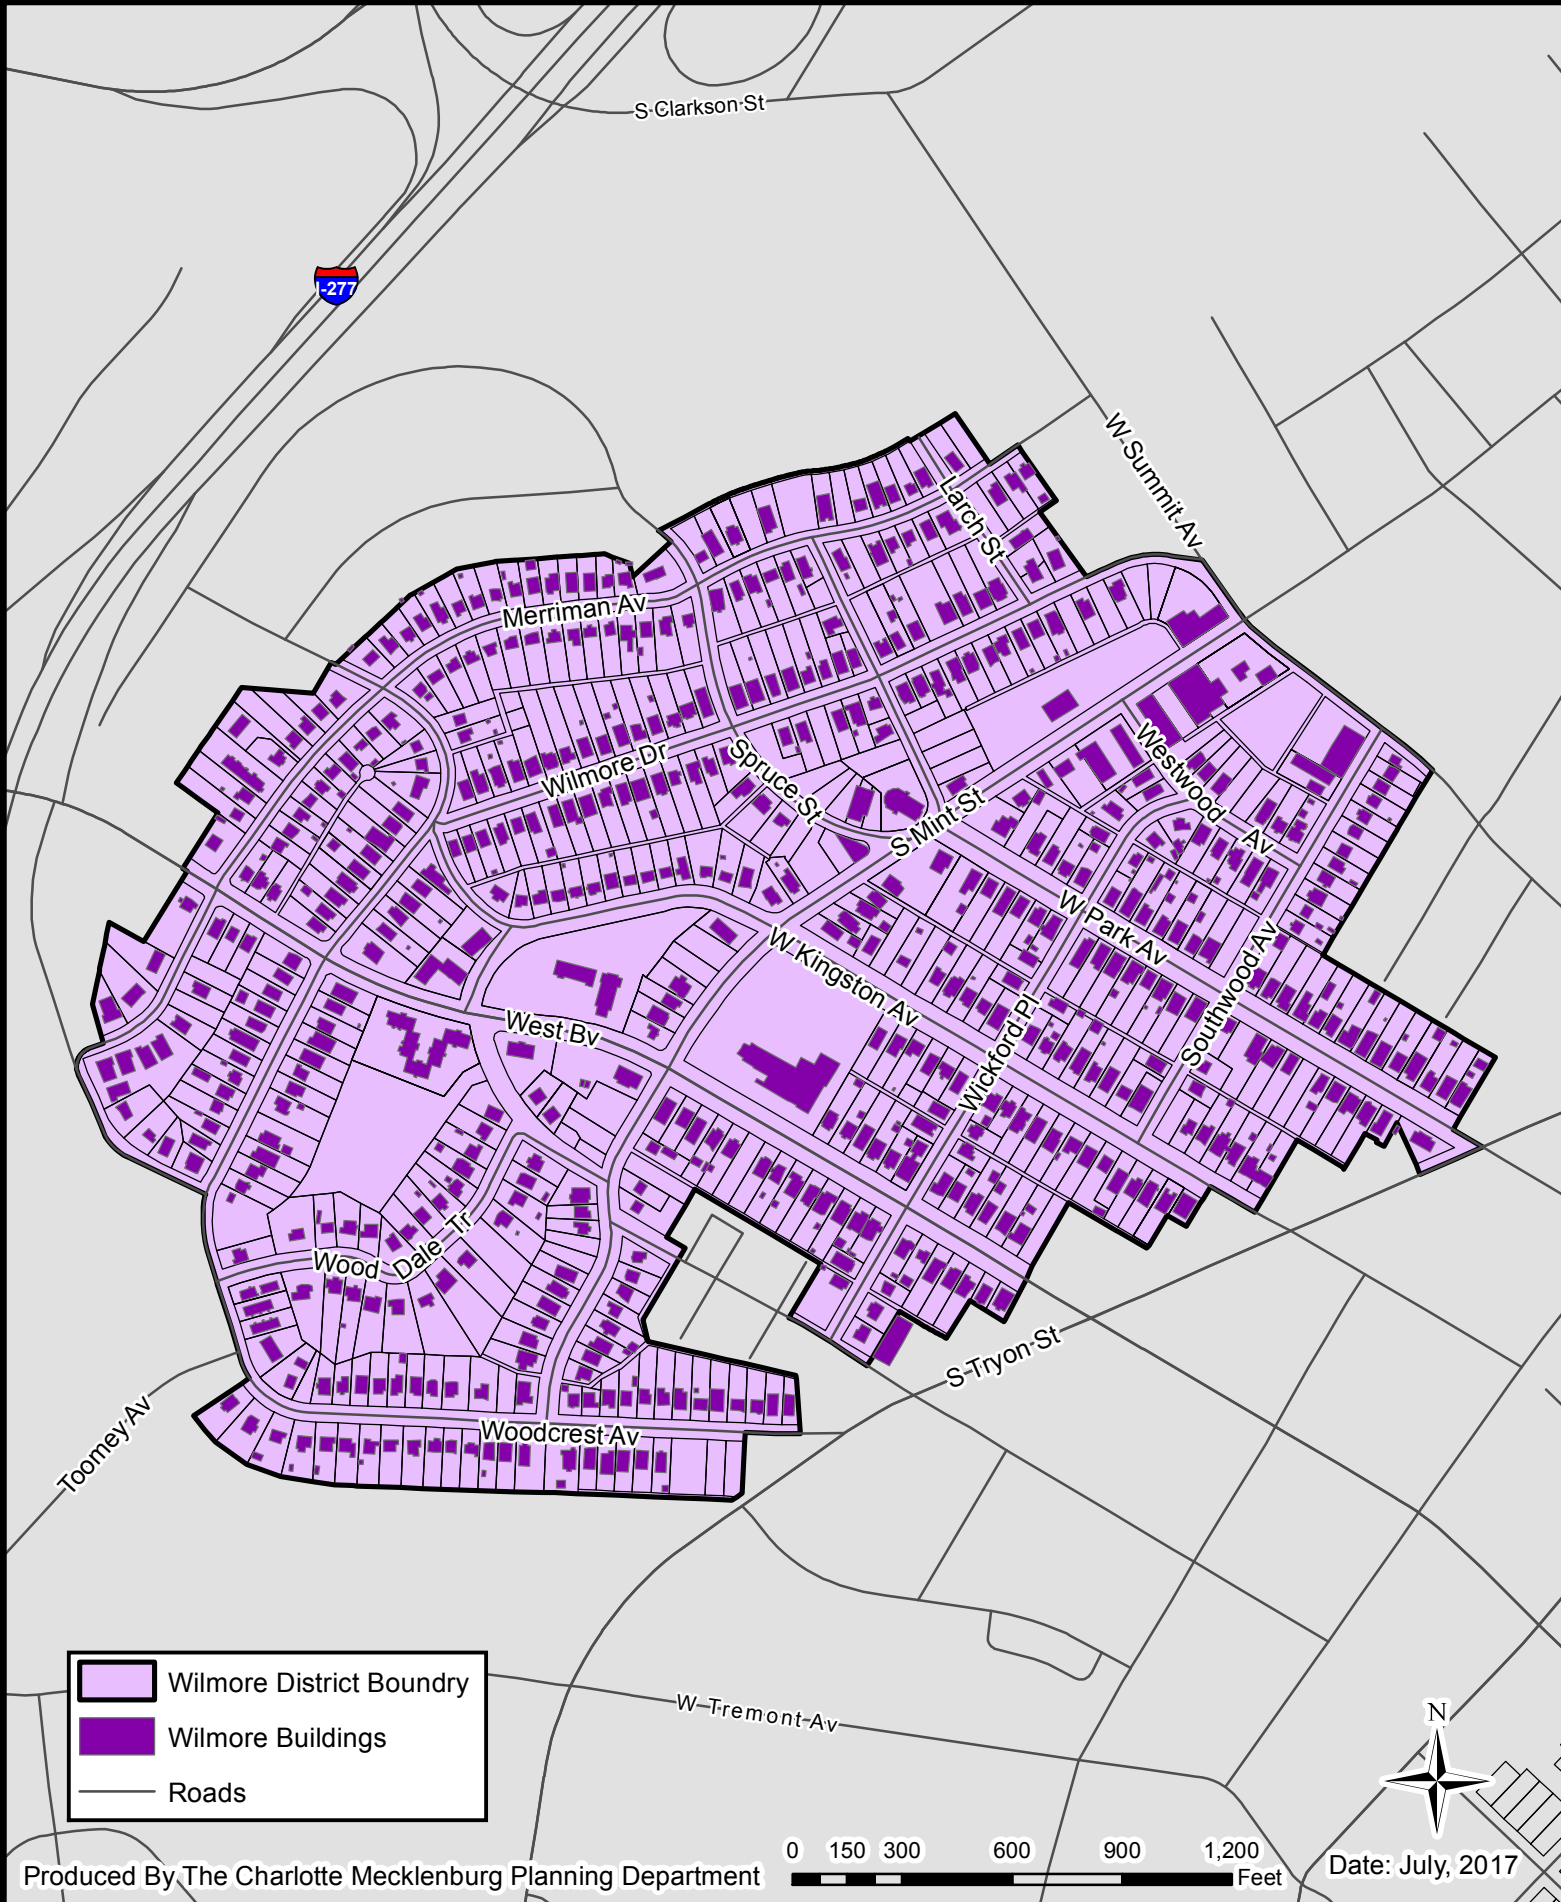 S Clarkson St
I-277
W Summit Av
Larch St
Merriman Av
Westwood Av
Wilmore Dr
Spruce St
S Mint St
W Park Av
W Kingston Av
Southwood Av
West Bv
Wickford Pl
Wood Dale Tr
S Tryon St
Toomey Av
Woodcrest Av
W Tremont Av
Wilmore District Boundry
Wilmore Buildings
Roads
N
0 150 300 600 900 1,200
Feet
Produced By The Charlotte Mecklenburg Planning Department
Date: July, 2017